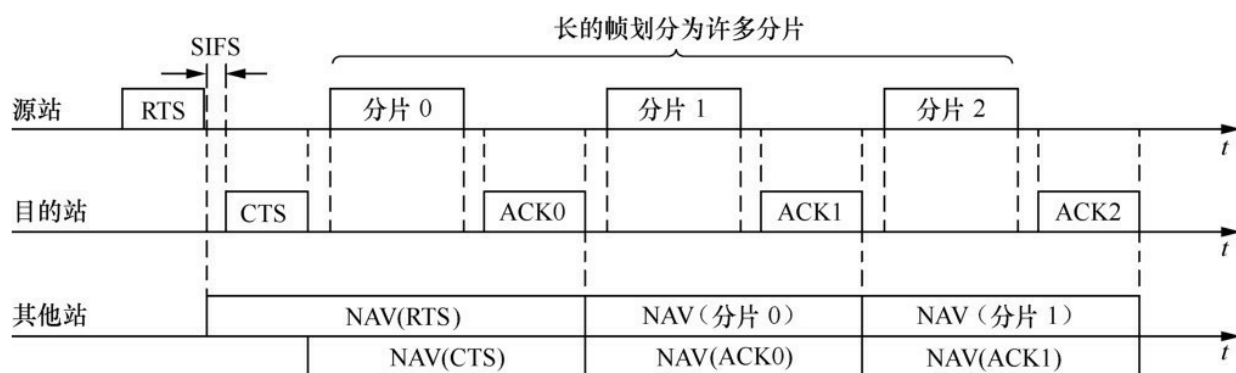 长的帧划分为许多分片
SIFS
源站 RTS 分片 0 分片 1 分片 2 t
目的站 CTS ACK0 ACK1 ACK2 t
其他站 NAV(RTS) NAV（分片 0） NAV（分片 1） t
NAV(CTS) NAV(ACK0) NAV(ACK1)